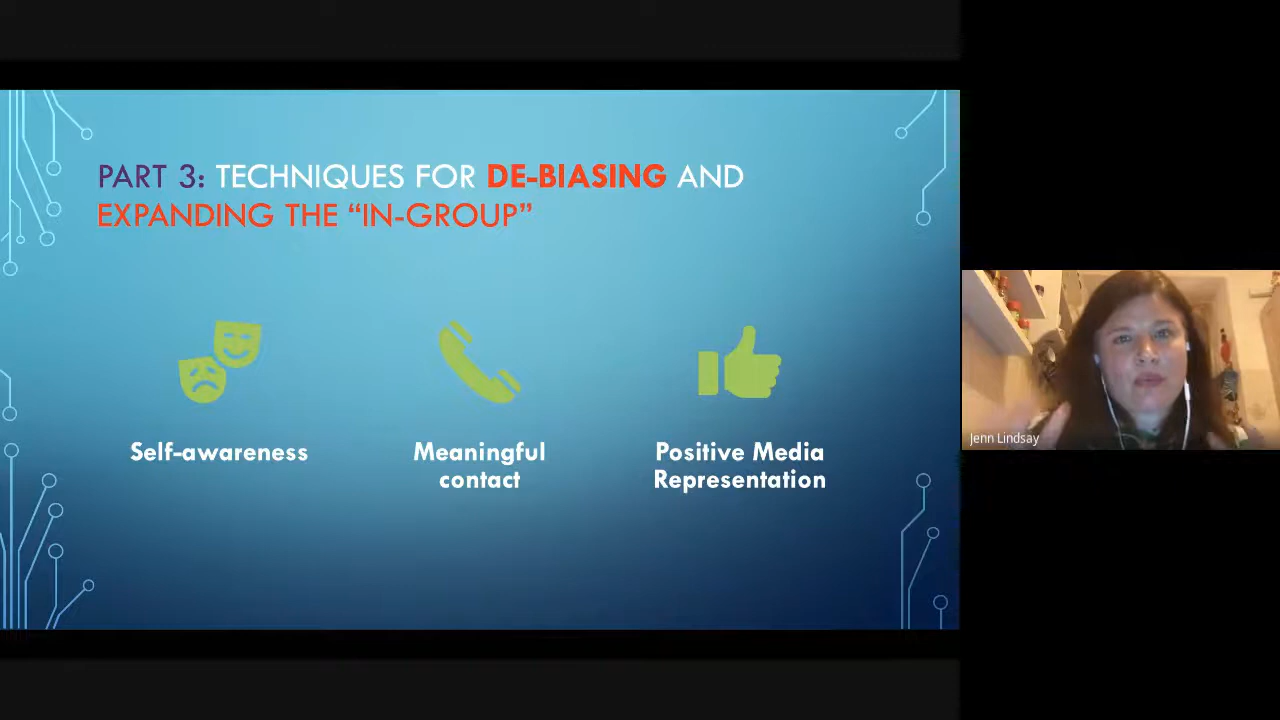 PART 3: TECHNIQUES FOR DE-BIASING AND
EXPANDING THE “IN-GROUP”
Self-awareness
Meaningful
contact
Positive Media
Representation
Jenn Lindsay